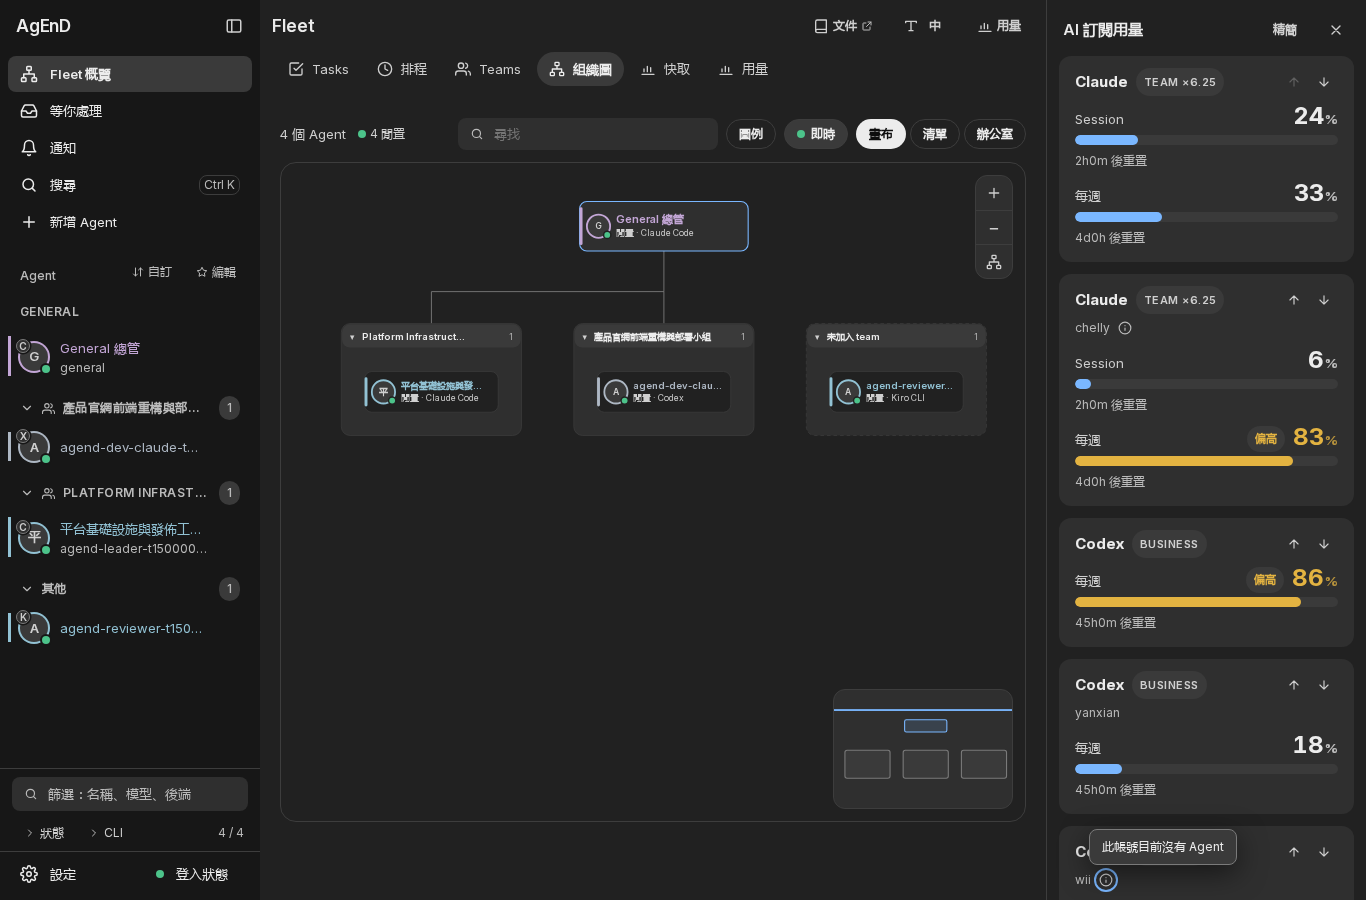 AgEnD
Fleet 概覽
等你處理
通知
搜尋
Ctrl K
新增 Agent
Agent
自訂
編輯
GENERAL
C
G
General 總管
general
產品官網前端重構與部…
1
X
A
agend-dev-claude-t…
PLATFORM INFRAST…
1
C
平
平台基礎設施與發佈工…
agend-leader-t150000…
其他
1
K
A
agend-reviewer-t150…
篩選：名稱、模型、後端
狀態
CLI
4 / 4
設定
登入狀態
Fleet
文件
中
用量
Tasks
排程
Teams
組織圖
快取
用量
4 個 Agent
4 閒置
尋找
圖例
即時
畫布
清單
辦公室
G
General 總管
閒置 · Claude Code
Platform Infrastruct…
1
平
平台基礎設施與發…
閒置 · Claude Code
產品官網前端重構與部署小組
1
A
agend-dev-clau…
閒置 · Codex
未加入 team
1
A
agend-reviewer…
閒置 · Kiro CLI
AI 訂閱用量
精簡
Claude
TEAM ×6.25
Session
24%
2h0m 後重置
每週
33%
4d0h 後重置
Claude
TEAM ×6.25
chelly
Session
6%
2h0m 後重置
每週
偏高
83%
4d0h 後重置
Codex
BUSINESS
每週
偏高
86%
45h0m 後重置
Codex
BUSINESS
yanxian
每週
18%
45h0m 後重置
此帳號目前沒有 Agent
wii